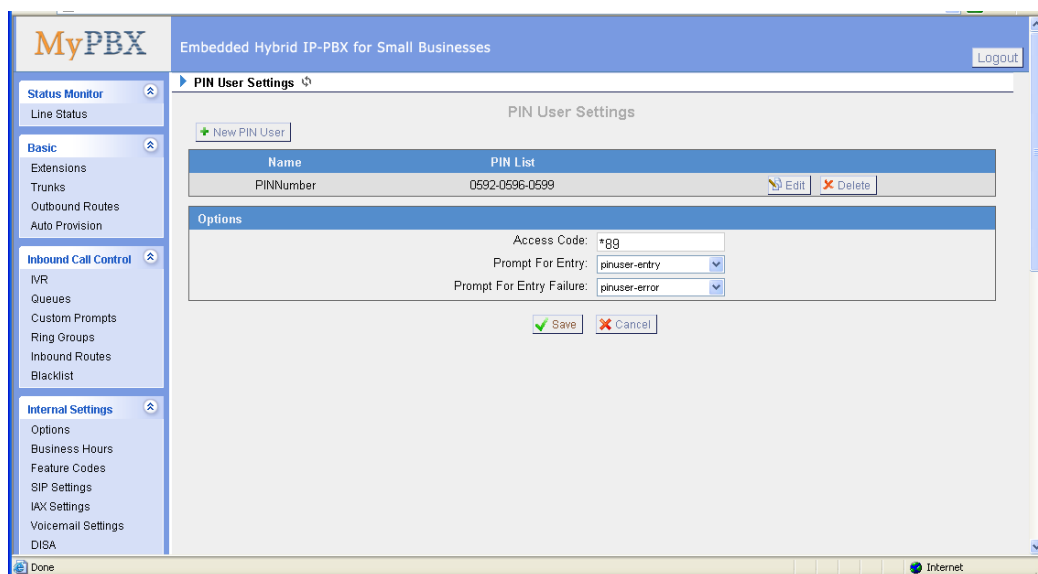 MyPBX
Embedded Hybrid IP-PBX for Small Businesses
Logout
Status Monitor
Line Status
Basic
Extensions
Trunks
Outbound Routes
Auto Provision
Inbound Call Control
IVR
Queues
Custom Prompts
Ring Groups
Inbound Routes
Blacklist
Internal Settings
Options
Business Hours
Feature Codes
SIP Settings
IAX Settings
Voicemail Settings
DISA
PIN User Settings
PIN User Settings
New PIN User
Name PIN List
PINNumber 0592-0596-0599 Edit Delete
Options
Access Code: *89
Prompt For Entry: pinuser-entry
Prompt For Entry Failure: pinuser-error
Save Cancel
Done Internet